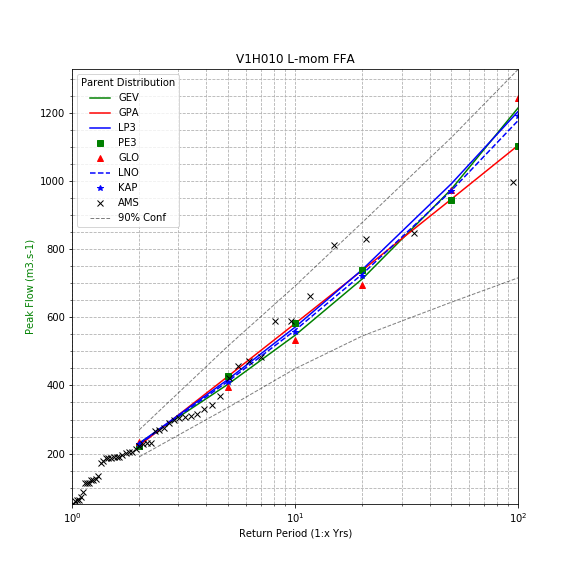 V1H010 L-mom FFA
Parent Distribution
GEV
GPA
LP3
PE3
GLO
LNO
KAP
AMS
90% Conf
1200
1000
800
600
400
200
Peak Flow (m3.s-1)
10^0
10^1
10^2
Return Period (1:x Yrs)